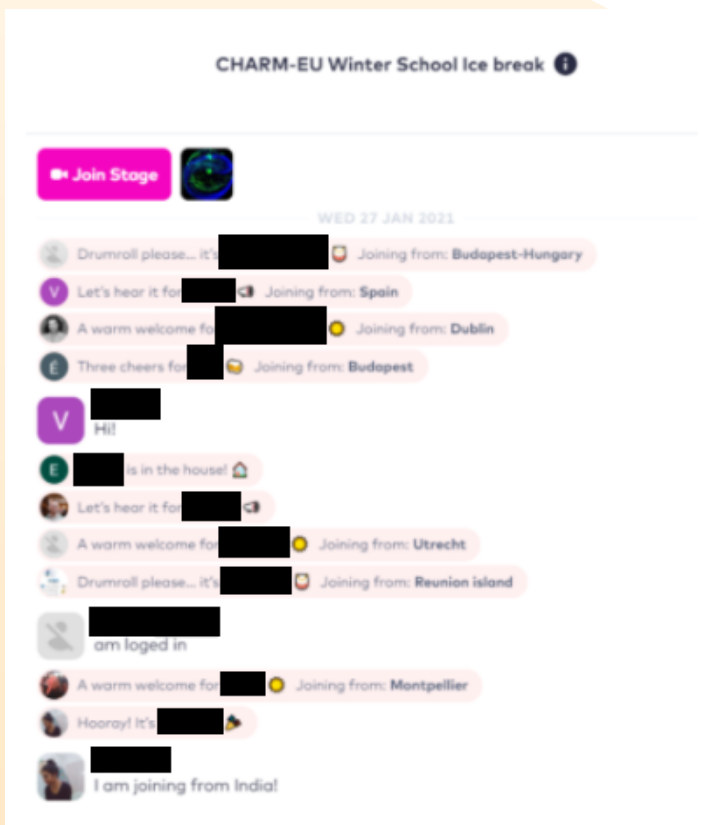 CHARM-EU Winter School Ice break i
Join Stage
WED 27 JAN 2021
Drumroll please... it's Joining from: Budapest-Hungary
V Let's hear it for Joining from: Spain
A warm welcome fo Joining from: Dublin
É Three cheers for Joining from: Budapest
V
Hi!
E is in the house!
Let's hear it for
A warm welcome for Joining from: Utrecht
Drumroll please... it's Joining from: Reunion island
am loged in
A warm welcome for Joining from: Montpellier
Hooray! It's
I am joining from India!